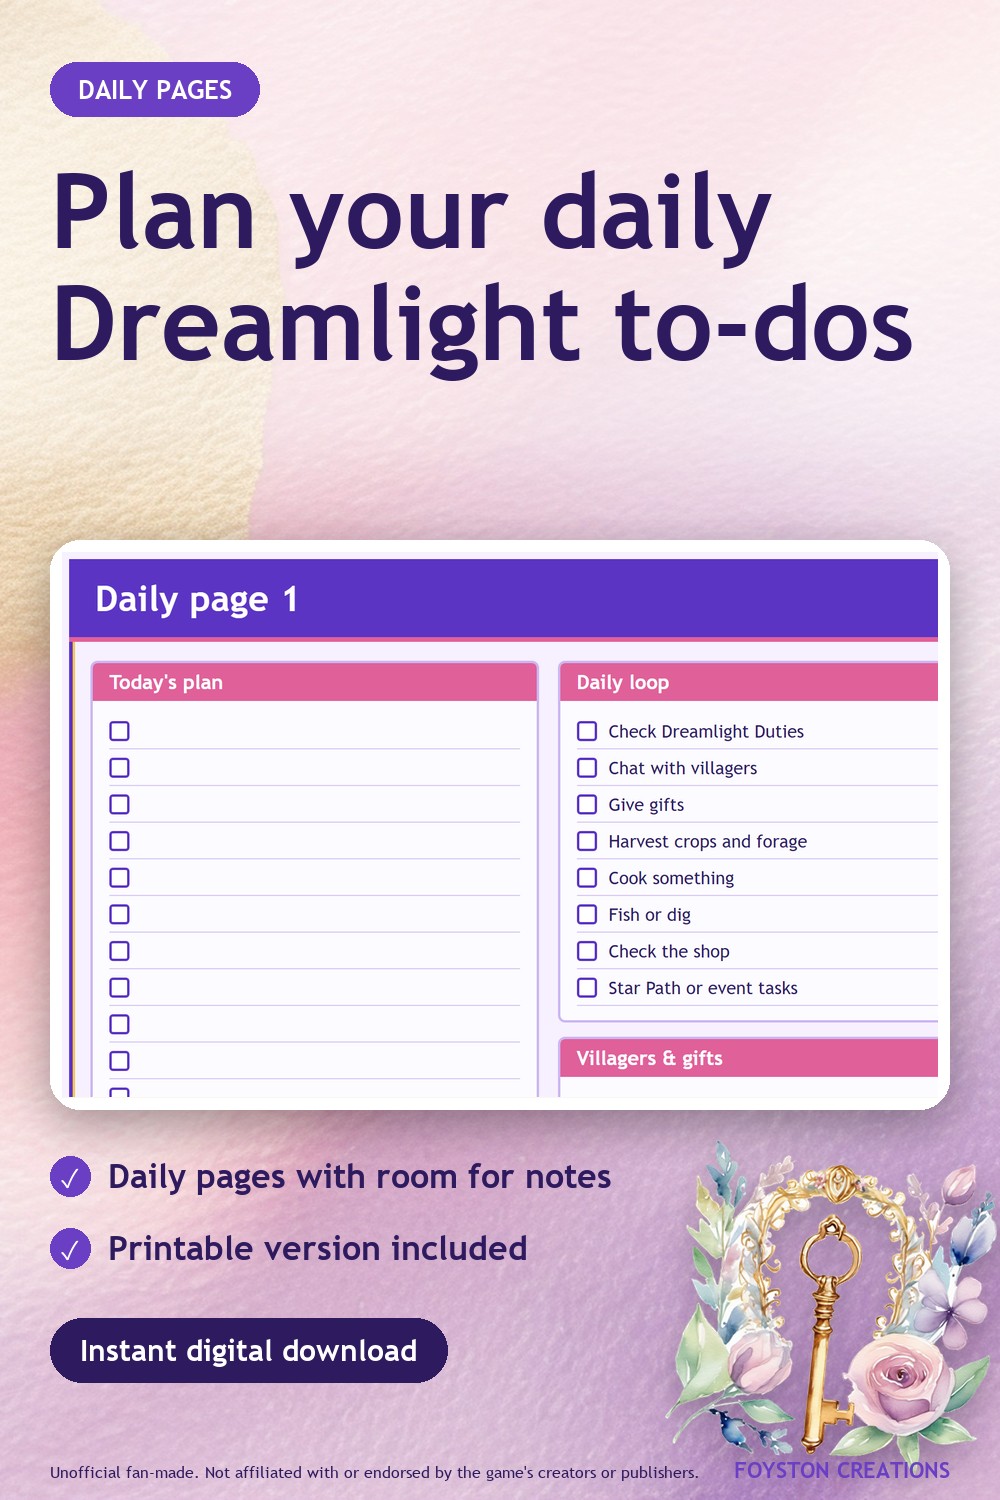 DAILY PAGES
Plan your daily
Dreamlight to-dos
Daily page 1
Today's plan
Daily loop
Check Dreamlight Duties
Chat with villagers
Give gifts
Harvest crops and forage
Cook something
Fish or dig
Check the shop
Star Path or event tasks
Villagers & gifts
Daily pages with room for notes
Printable version included
Instant digital download
Unofficial fan-made. Not affiliated with or endorsed by the game's creators or publishers.
FOYSTON CREATIONS